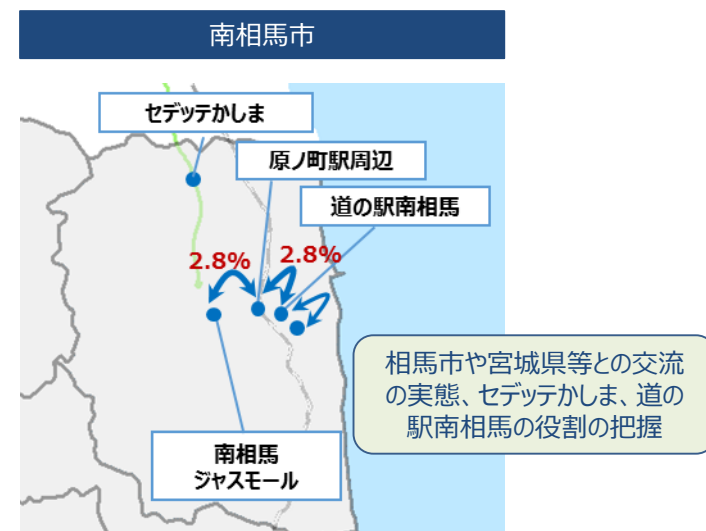 南相馬市
セデッテかしま
原ノ町駅周辺
道の駅南相馬
2.8%
2.8%
相馬市や宮城県等との交流
の実態、セデッテかしま、道の
駅南相馬の役割の把握
南相馬
ジャスモール